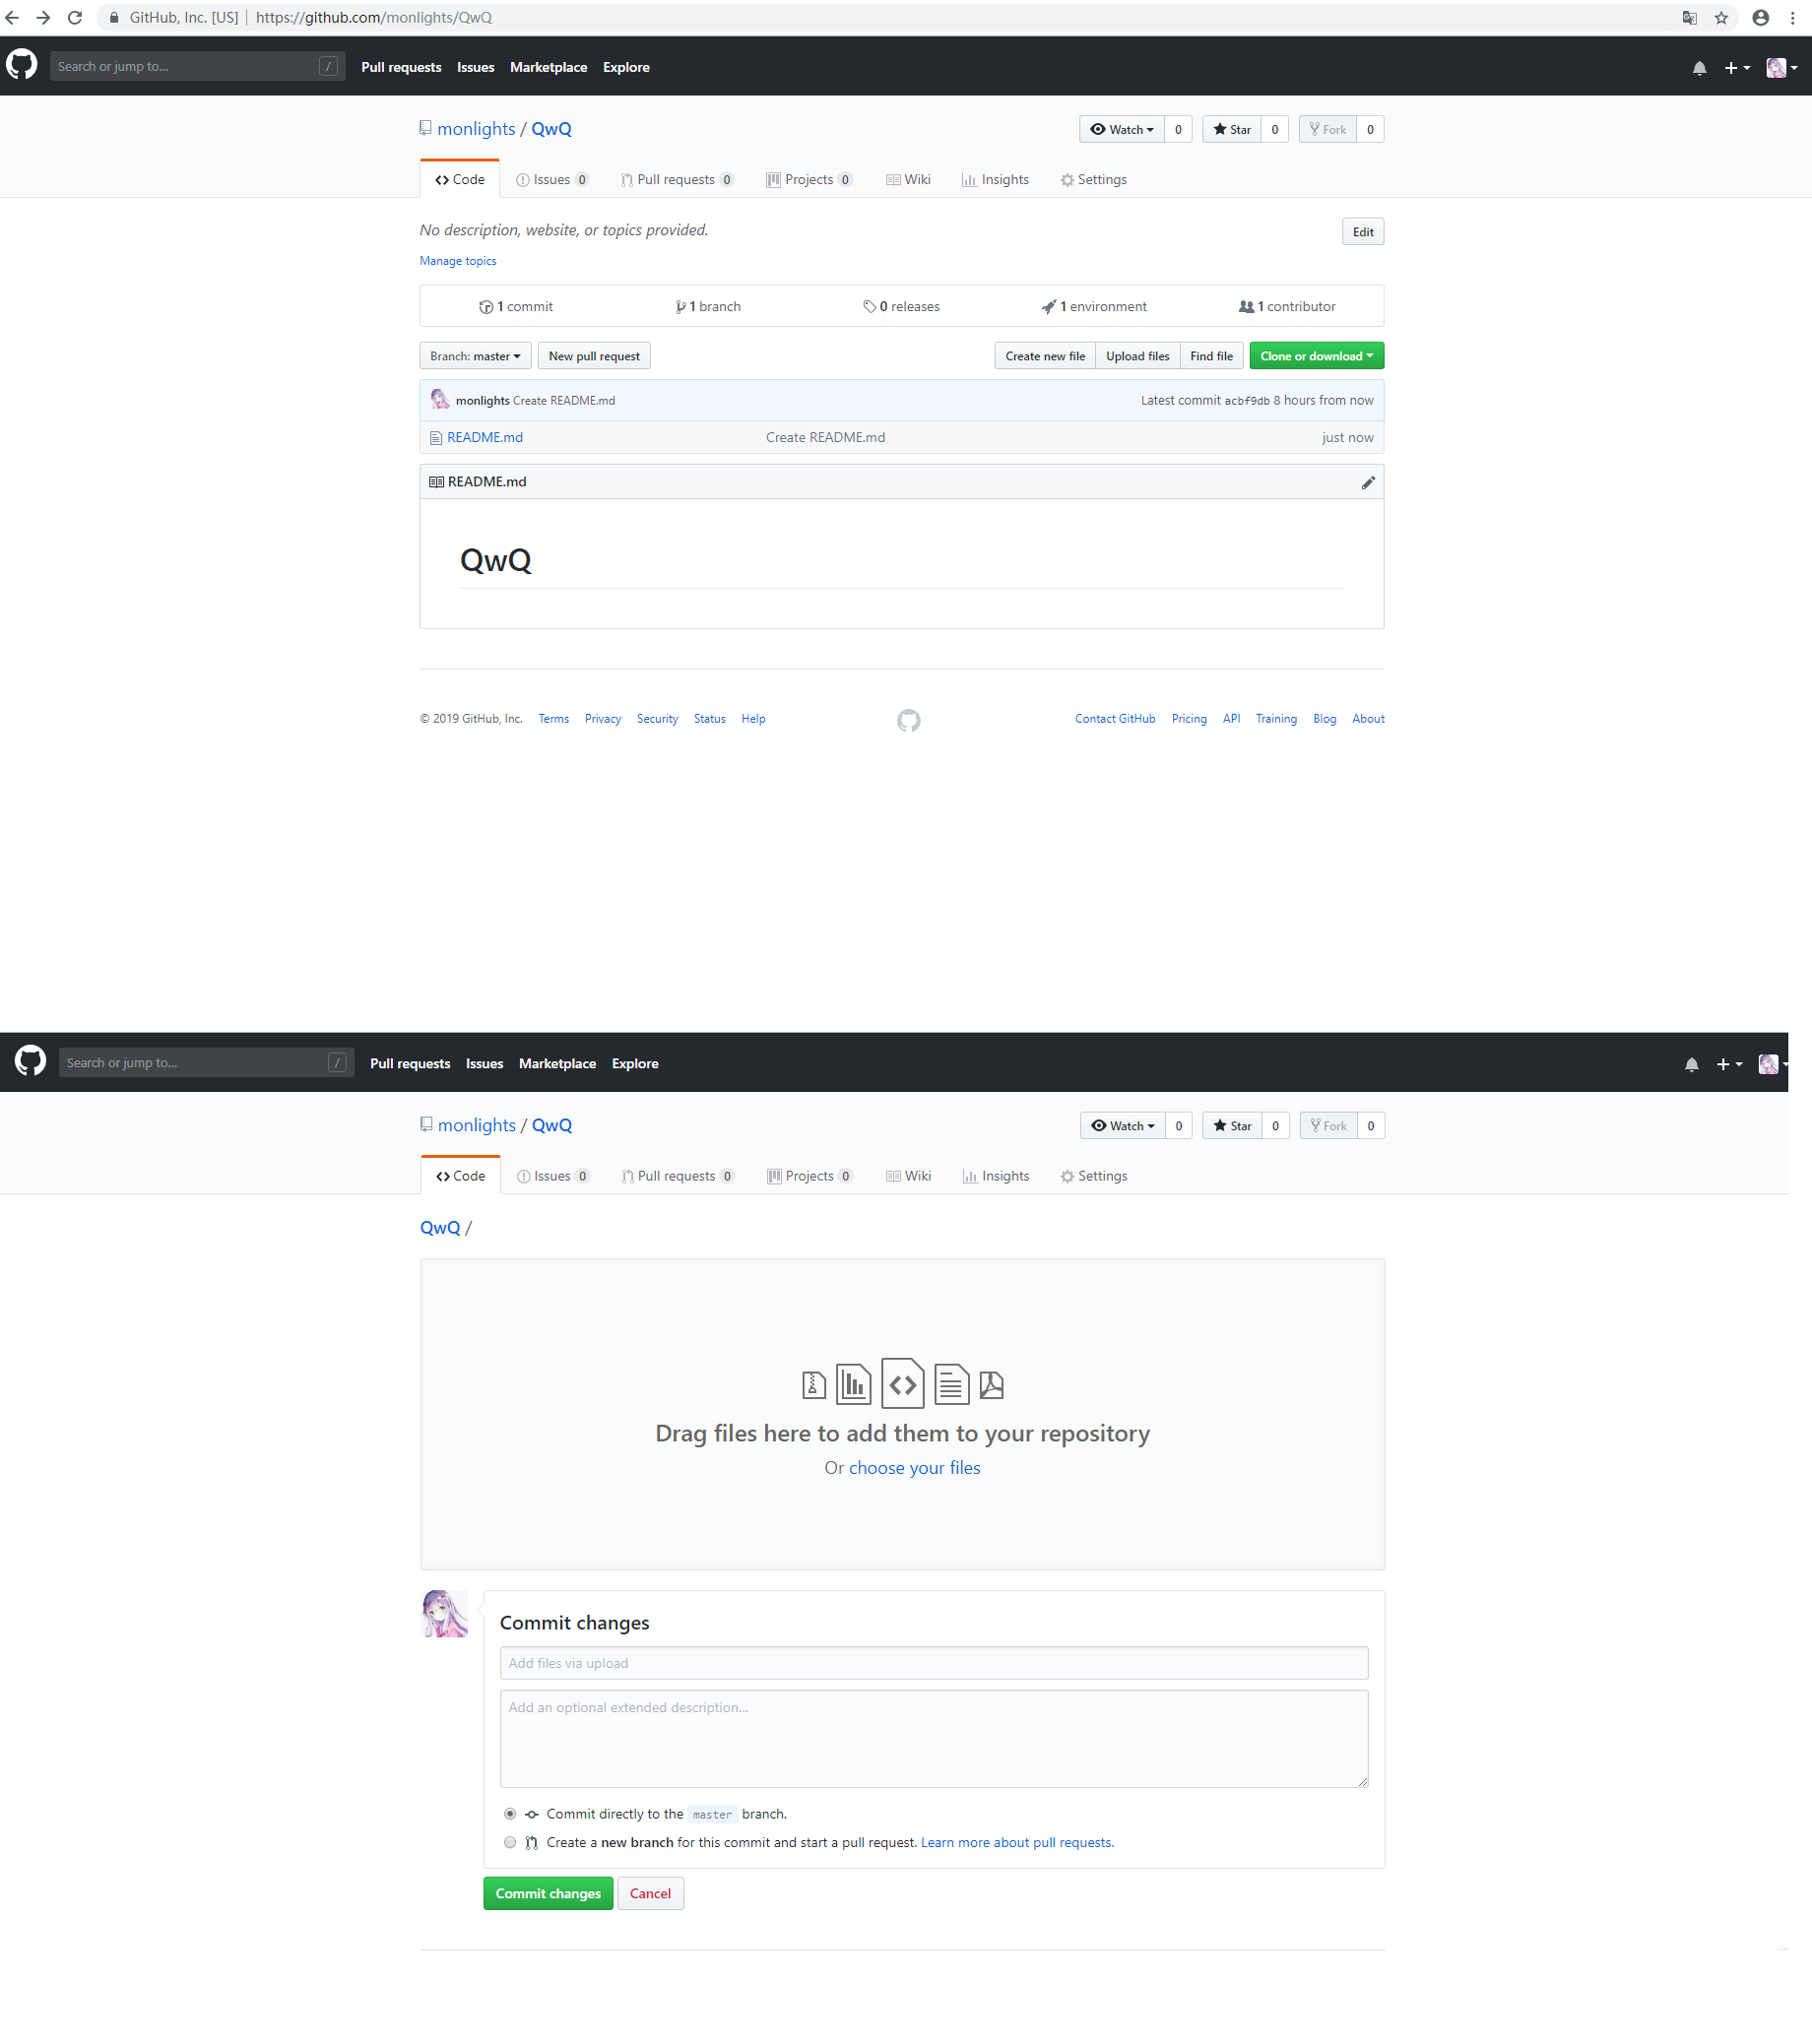 GitHub, Inc. [US] | https://github.com/monlights/QwQ
Search or jump to... / Pull requests Issues Marketplace Explore
monlights / QwQ Watch 0 Star 0 Fork 0
Code Issues 0 Pull requests 0 Projects 0 Wiki Insights Settings
No description, website, or topics provided. Edit
Manage topics
1 commit 1 branch 0 releases 1 environment 1 contributor
Branch: master New pull request Create new file Upload files Find file Clone or download
monlights Create README.md Latest commit acbf9db 8 hours from now
README.md Create README.md just now
README.md
QwQ
© 2019 GitHub, Inc. Terms Privacy Security Status Help Contact GitHub Pricing API Training Blog About
Search or jump to... / Pull requests Issues Marketplace Explore
monlights / QwQ Watch 0 Star 0 Fork 0
Code Issues 0 Pull requests 0 Projects 0 Wiki Insights Settings
QwQ /
Drag files here to add them to your repository
Or choose your files
Commit changes
Add files via upload
Add an optional extended description...
Commit directly to the master branch.
Create a new branch for this commit and start a pull request. Learn more about pull requests.
Commit changes Cancel